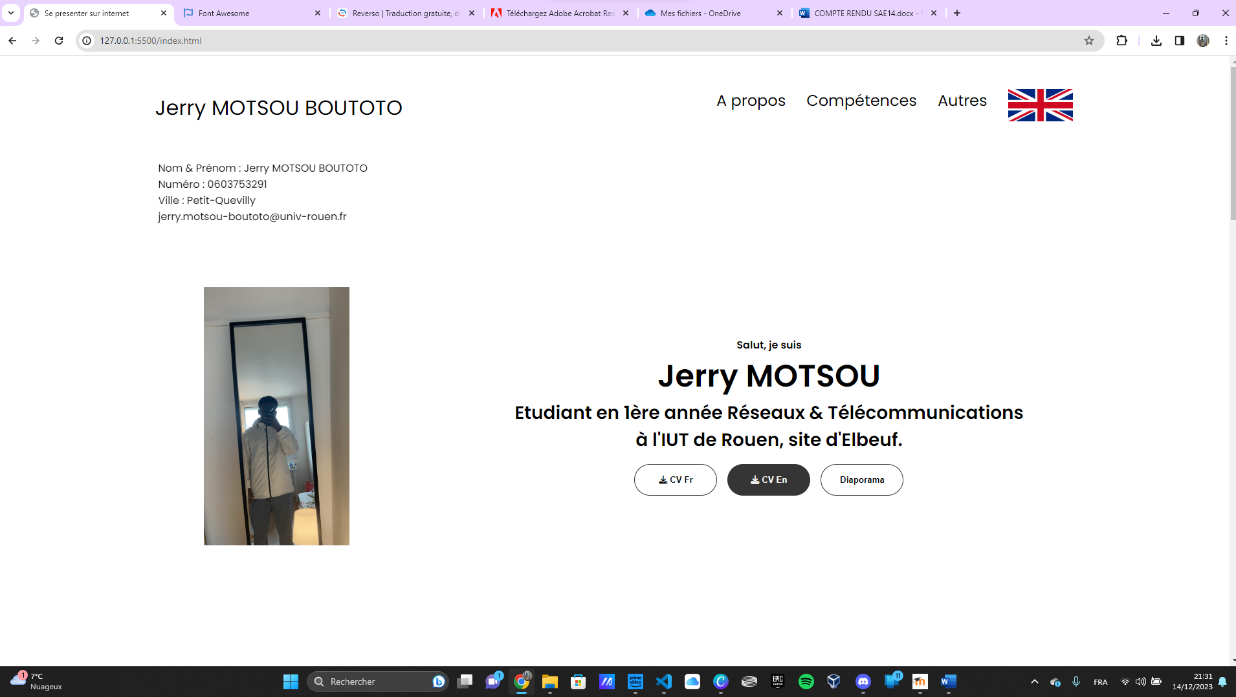 Se presenter sur internet
Font Awesome
Reverso | Traduction gratuite, d
Téléchargez Adobe Acrobat Re
Mes fichiers - OneDrive
COMPTE RENDU SAE14.docx -
127.0.0.1:5500/index.html
Jerry MOTSOU BOUTOTO
A propos
Compétences
Autres
Nom & Prénom : Jerry MOTSOU BOUTOTO
Numéro : 0603753291
Ville : Petit-Quevilly
jerry.motsou-boutoto@univ-rouen.fr
Salut, je suis
Jerry MOTSOU
Etudiant en 1ère année Réseaux & Télécommunications
à l'IUT de Rouen, site d'Elbeuf.
CV Fr
CV En
Diaporama
7°C
Nuageux
Rechercher
FRA
21:31
14/12/2023